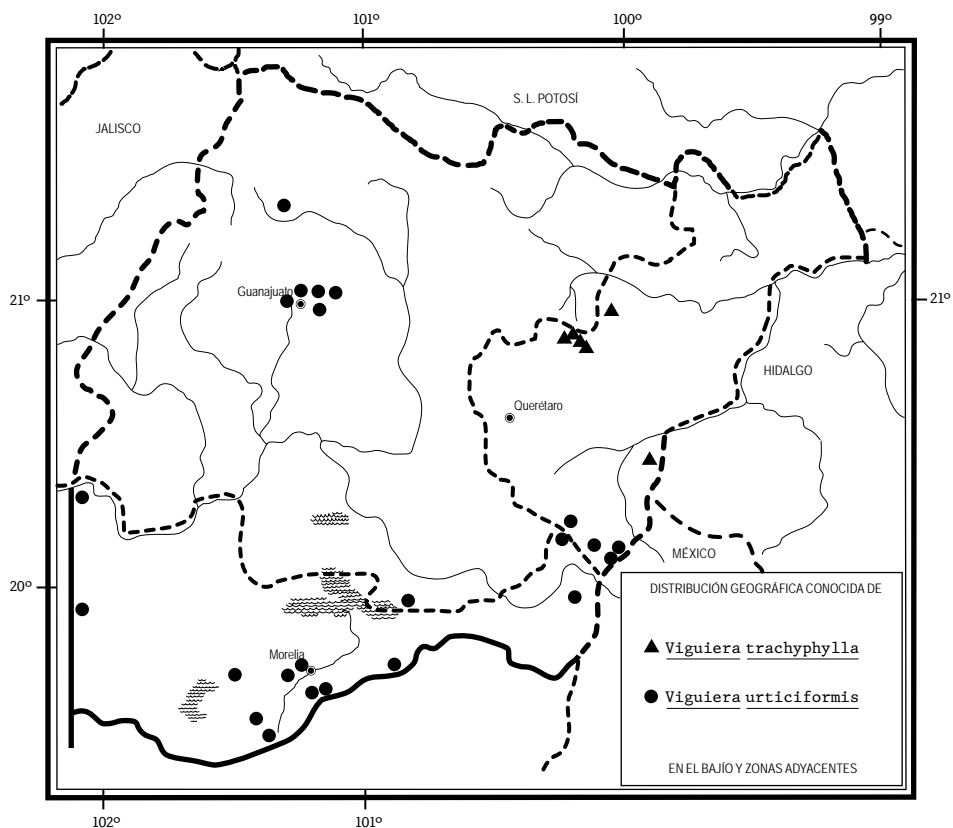 102º 101º 100º 99º
S. L. POTOSÍ
JALISCO
Guanajuato
21º 21º
HIDALGO
Querétaro
MÉXICO
20º
DISTRIBUCIÓN GEOGRÁFICA CONOCIDA DE
Viguiera trachyphylla
Morelia
Viguiera urticiformis
EN EL BAJÍO Y ZONAS ADYACENTES
102º 101º